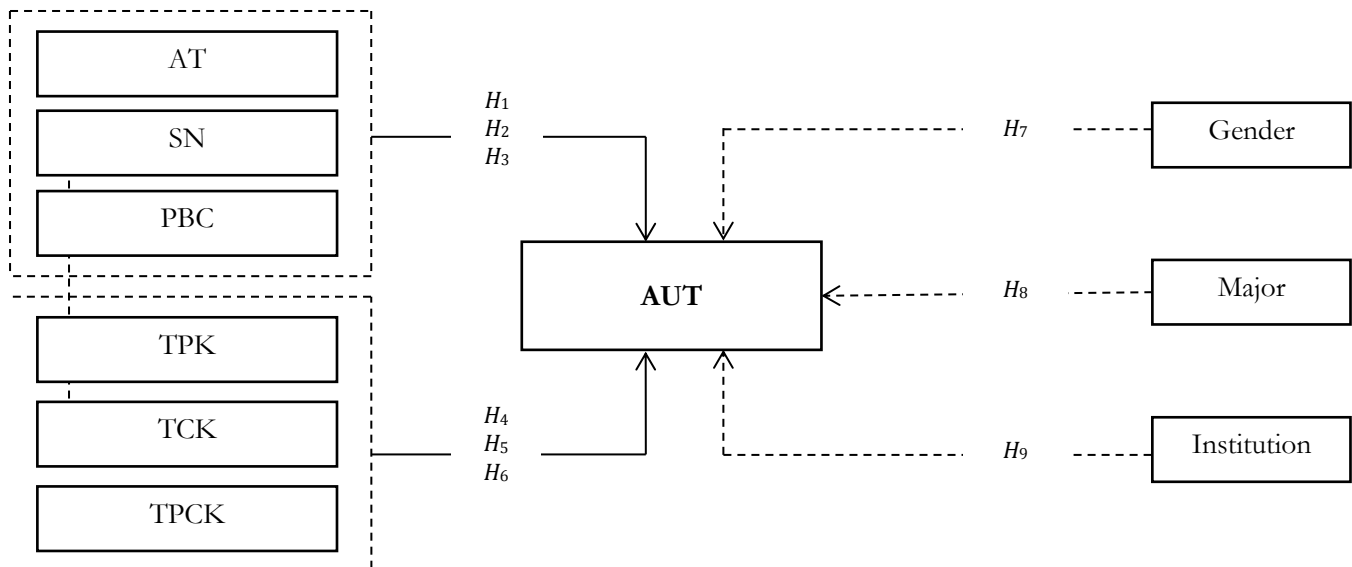 AT
SN
PBC
TPK
TCK
TPCK
H1
H2
H3
H4
H5
H6
AUT
H7
H8
H9
Gender
Major
Institution